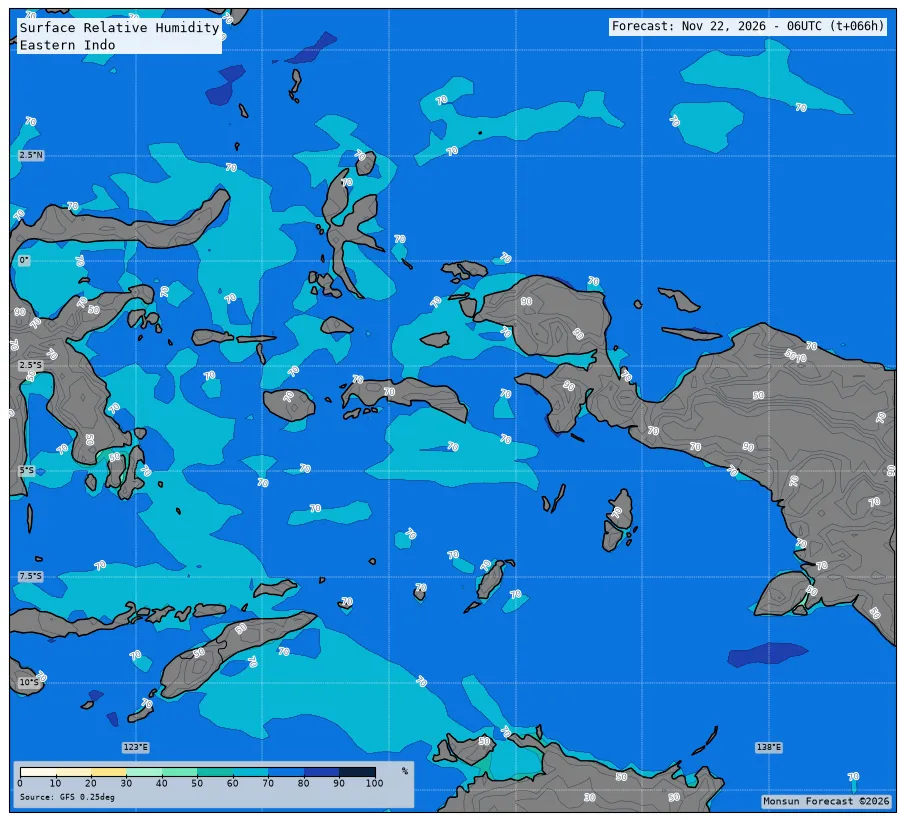 Surface Relative Humidity
Eastern Indo
Forecast: Nov 22, 2026 - 06UTC (t+066h)
2.5°N
0°
2.5°S
5°S
7.5°S
10°S
123°E
138°E
0 10 20 30 40 50 60 70 80 90 100 %
Source: GFS 0.25deg
Monsun Forecast ©2026